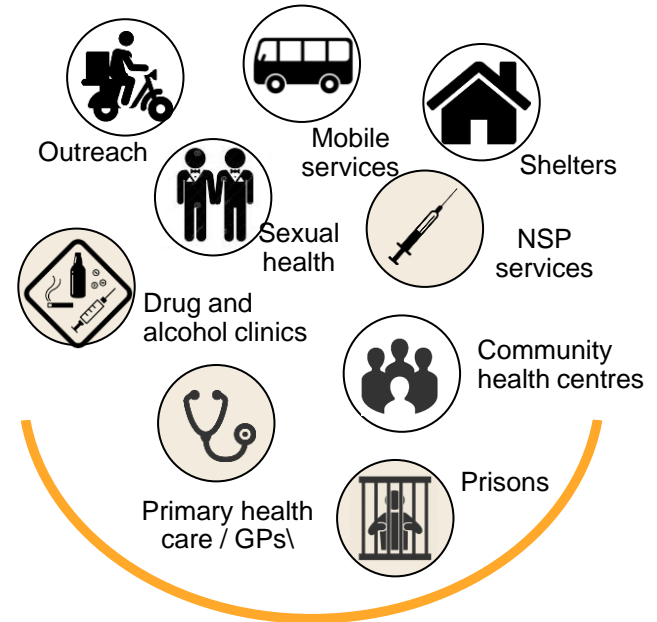 Outreach
Mobile
services
Shelters
Sexual
health
NSP
services
Drug and
alcohol clinics
Community
health centres
Primary health
care / GPs\
Prisons